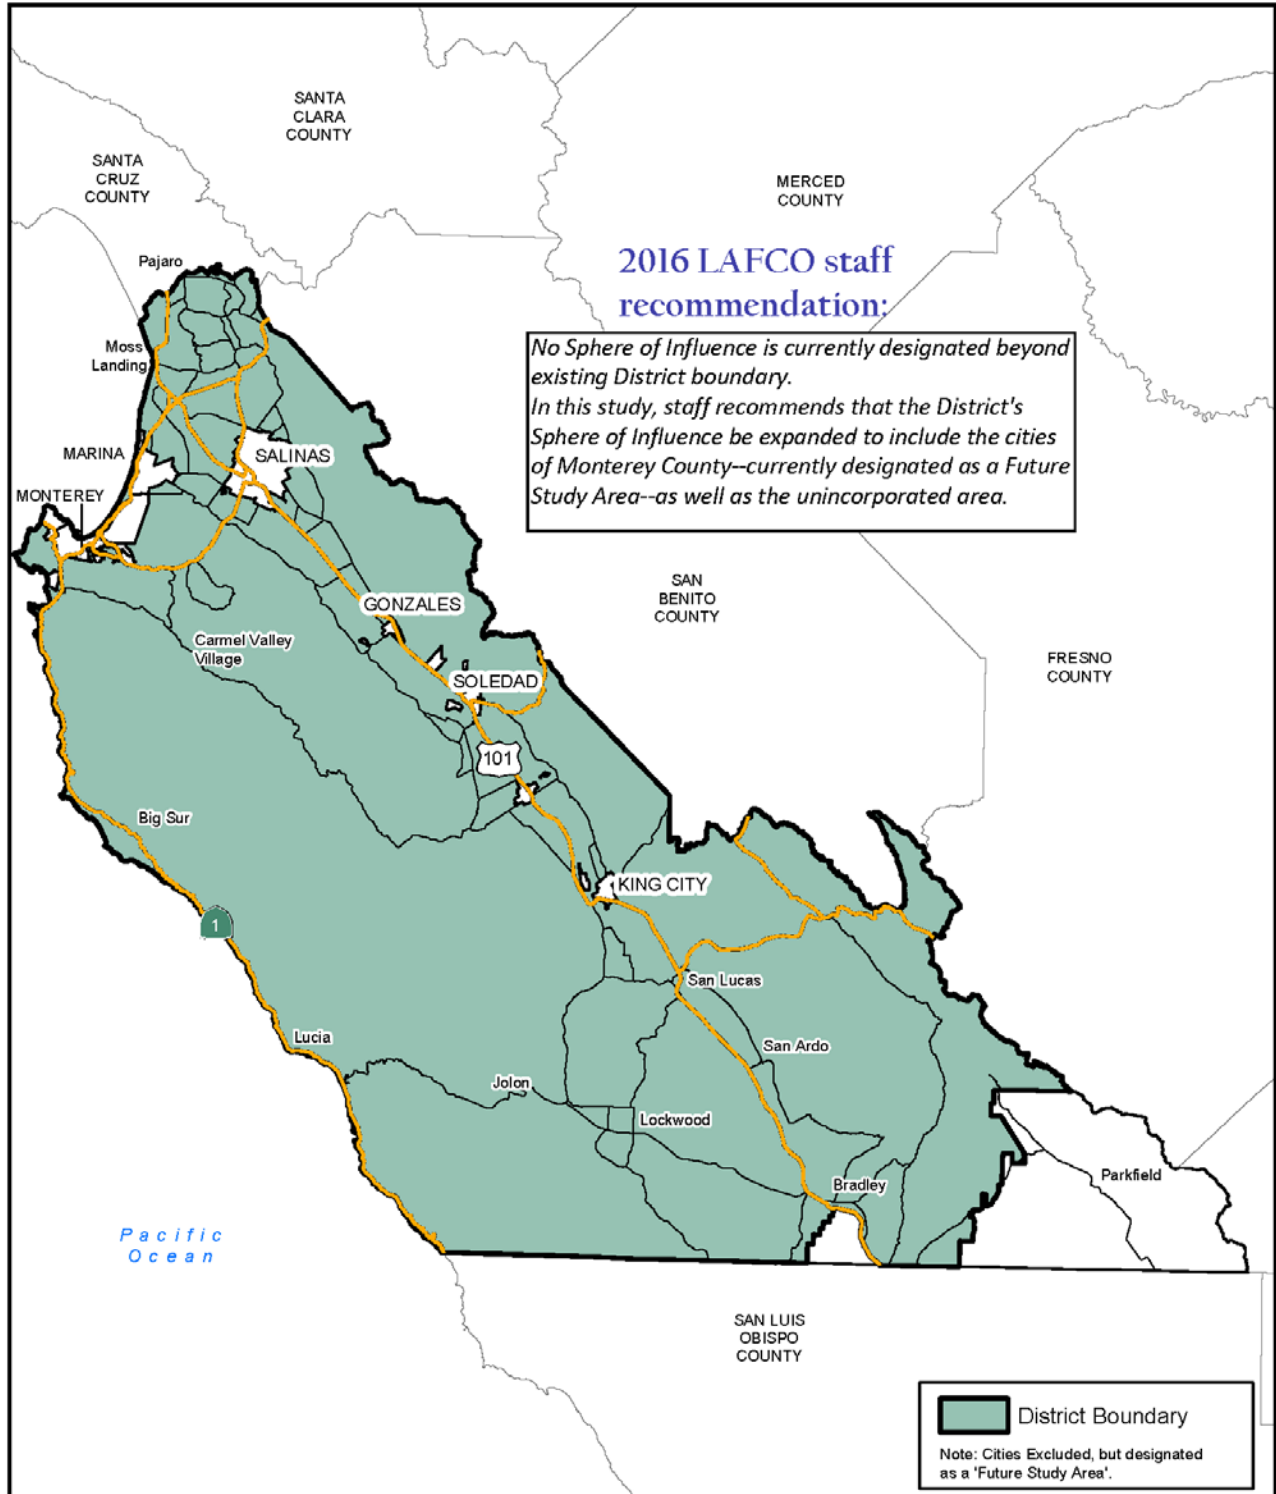 SANTA
CLARA
COUNTY
SANTA
CRUZ
COUNTY
MERCED
COUNTY
Pajaro
2016 LAFCO staff
recommendation:
Moss
Landing
No Sphere of Influence is currently designated beyond
existing District boundary.
In this study, staff recommends that the District's
Sphere of Influence be expanded to include the cities
of Monterey County--currently designated as a Future
Study Area--as well as the unincorporated area.
MARINA
SALINAS
MONTEREY
SAN
BENITO
COUNTY
GONZALES
Carmel Valley
Village
FRESNO
COUNTY
SOLEDAD
101
Big Sur
KING CITY
1
San Lucas
Lucia
San Ardo
Jolon
Lockwood
Parkfield
Bradley
Pacific
Ocean
SAN LUIS
OBISPO
COUNTY
District Boundary
Note: Cities Excluded, but designated
as a 'Future Study Area'.